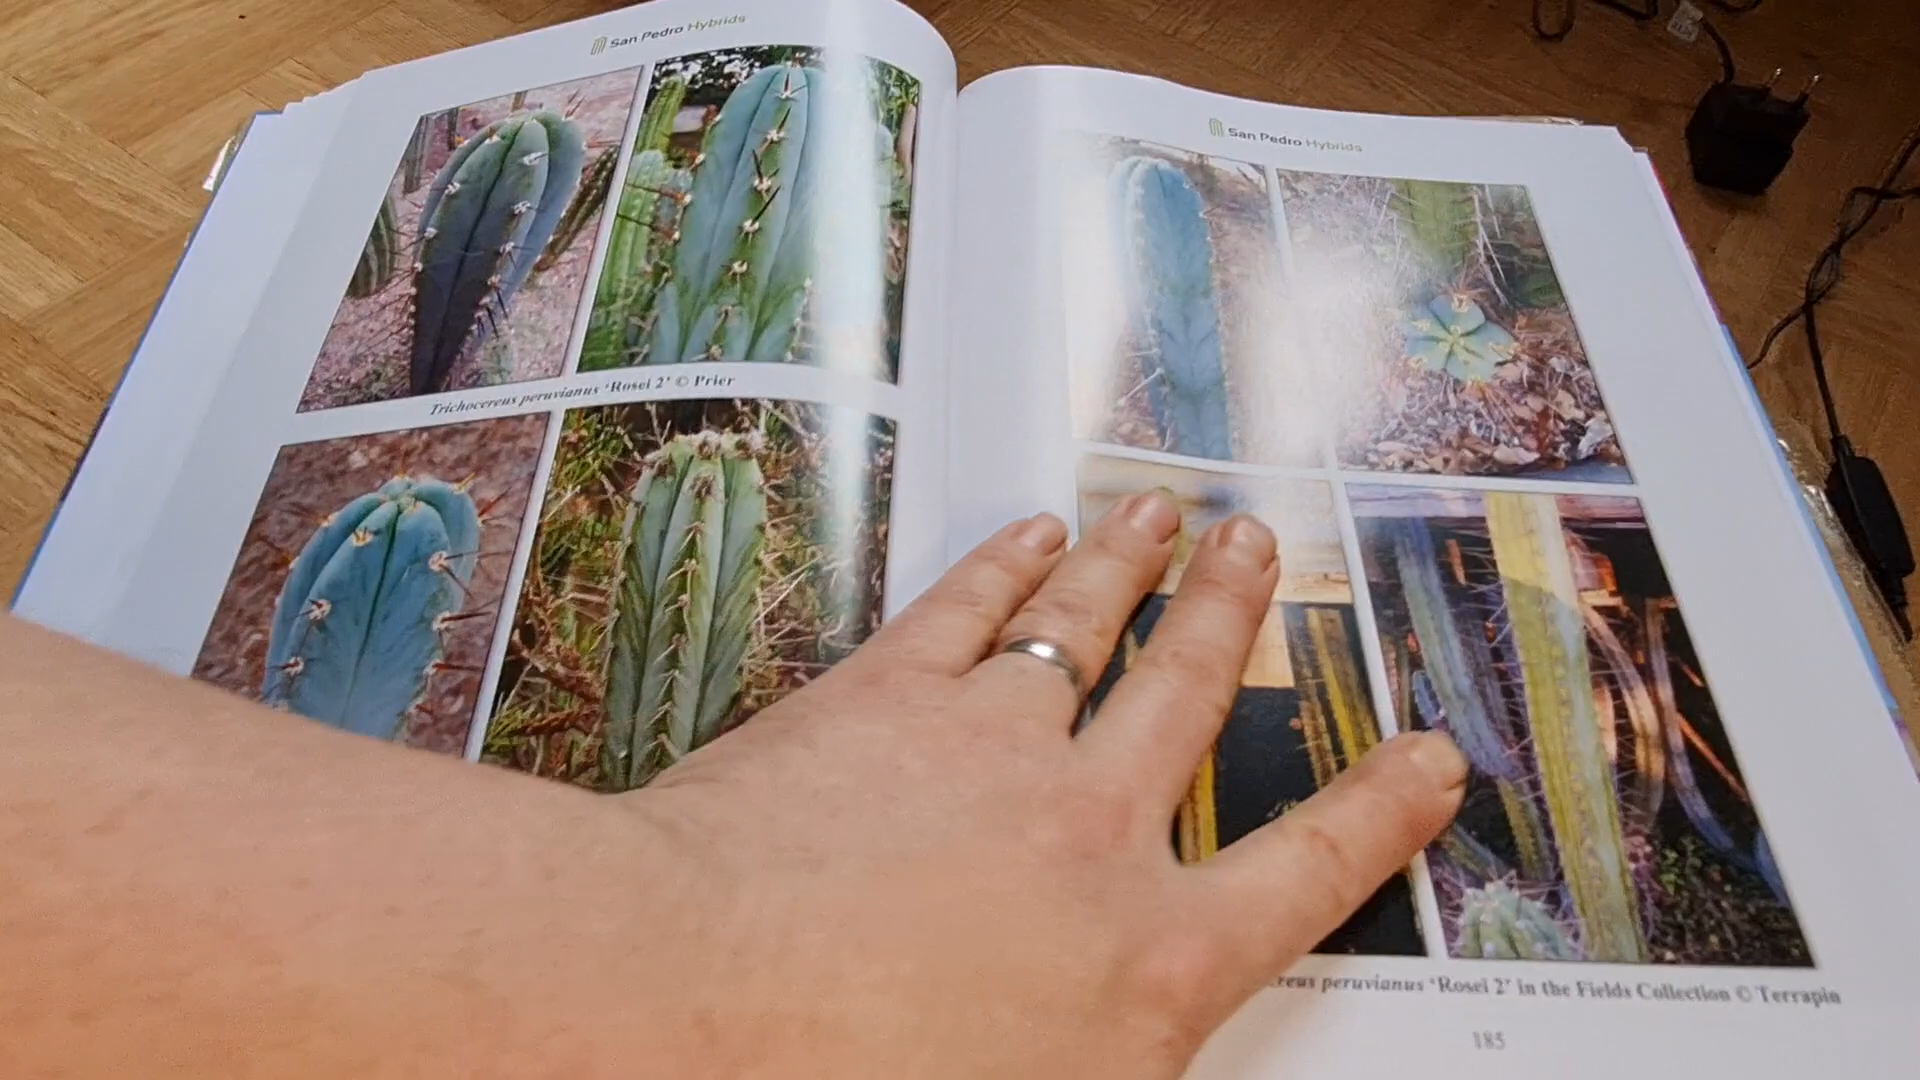 San Pedro Hybrids
Trichocereus peruvianus ‘Rosei 2’ © Prier
San Pedro Hybrids
peruvianus ‘Rosei 2’ in the Fields Collection © Terrapin
185